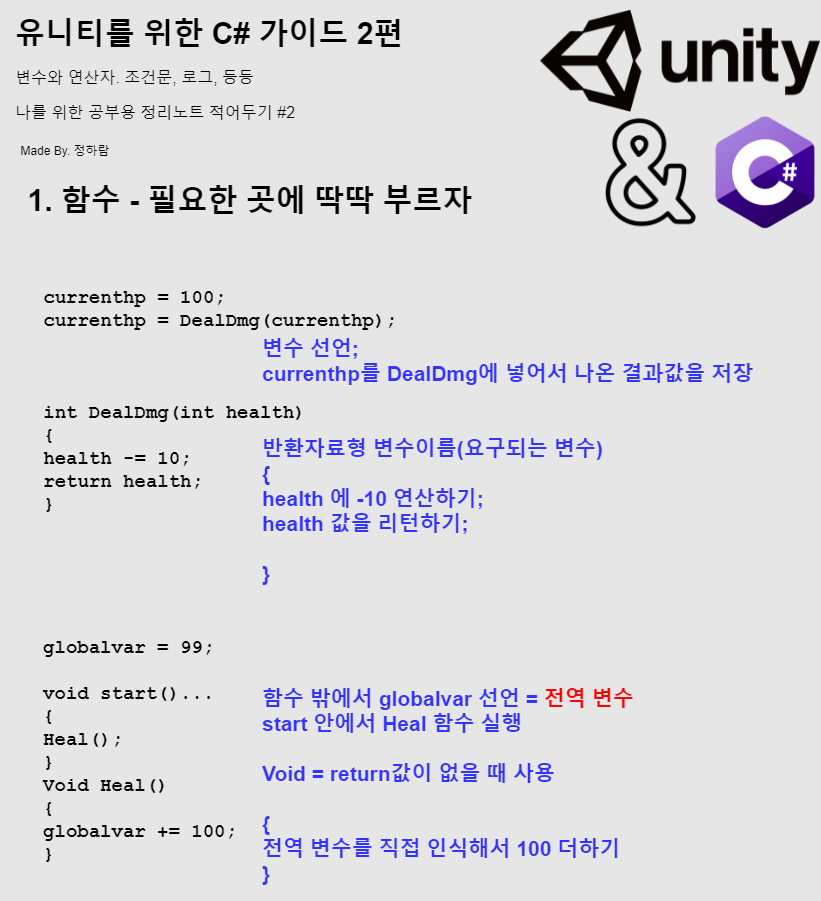 유니티를 위한 C# 가이드 2편
변수와 연산자. 조건문, 로그, 등등
나를 위한 공부용 정리노트 적어두기 #2
Made By. 정하람
unity
&
C#
1. 함수 - 필요한 곳에 딱딱 부르자
currenthp = 100;
currenthp = DealDmg(currenthp);
변수 선언;
currenthp를 DealDmg에 넣어서 나온 결과값을 저장
int DealDmg(int health)
{
health -= 10;
return health;
}
반환자료형 변수이름(요구되는 변수)
{
health 에 -10 연산하기;
health 값을 리턴하기;
}
globalvar = 99;
void start()...
{
Heal();
}
Void Heal()
{
globalvar += 100;
}
함수 밖에서 globalvar 선언 = 전역 변수
start 안에서 Heal 함수 실행
Void = return값이 없을 때 사용
{
전역 변수를 직접 인식해서 100 더하기
}